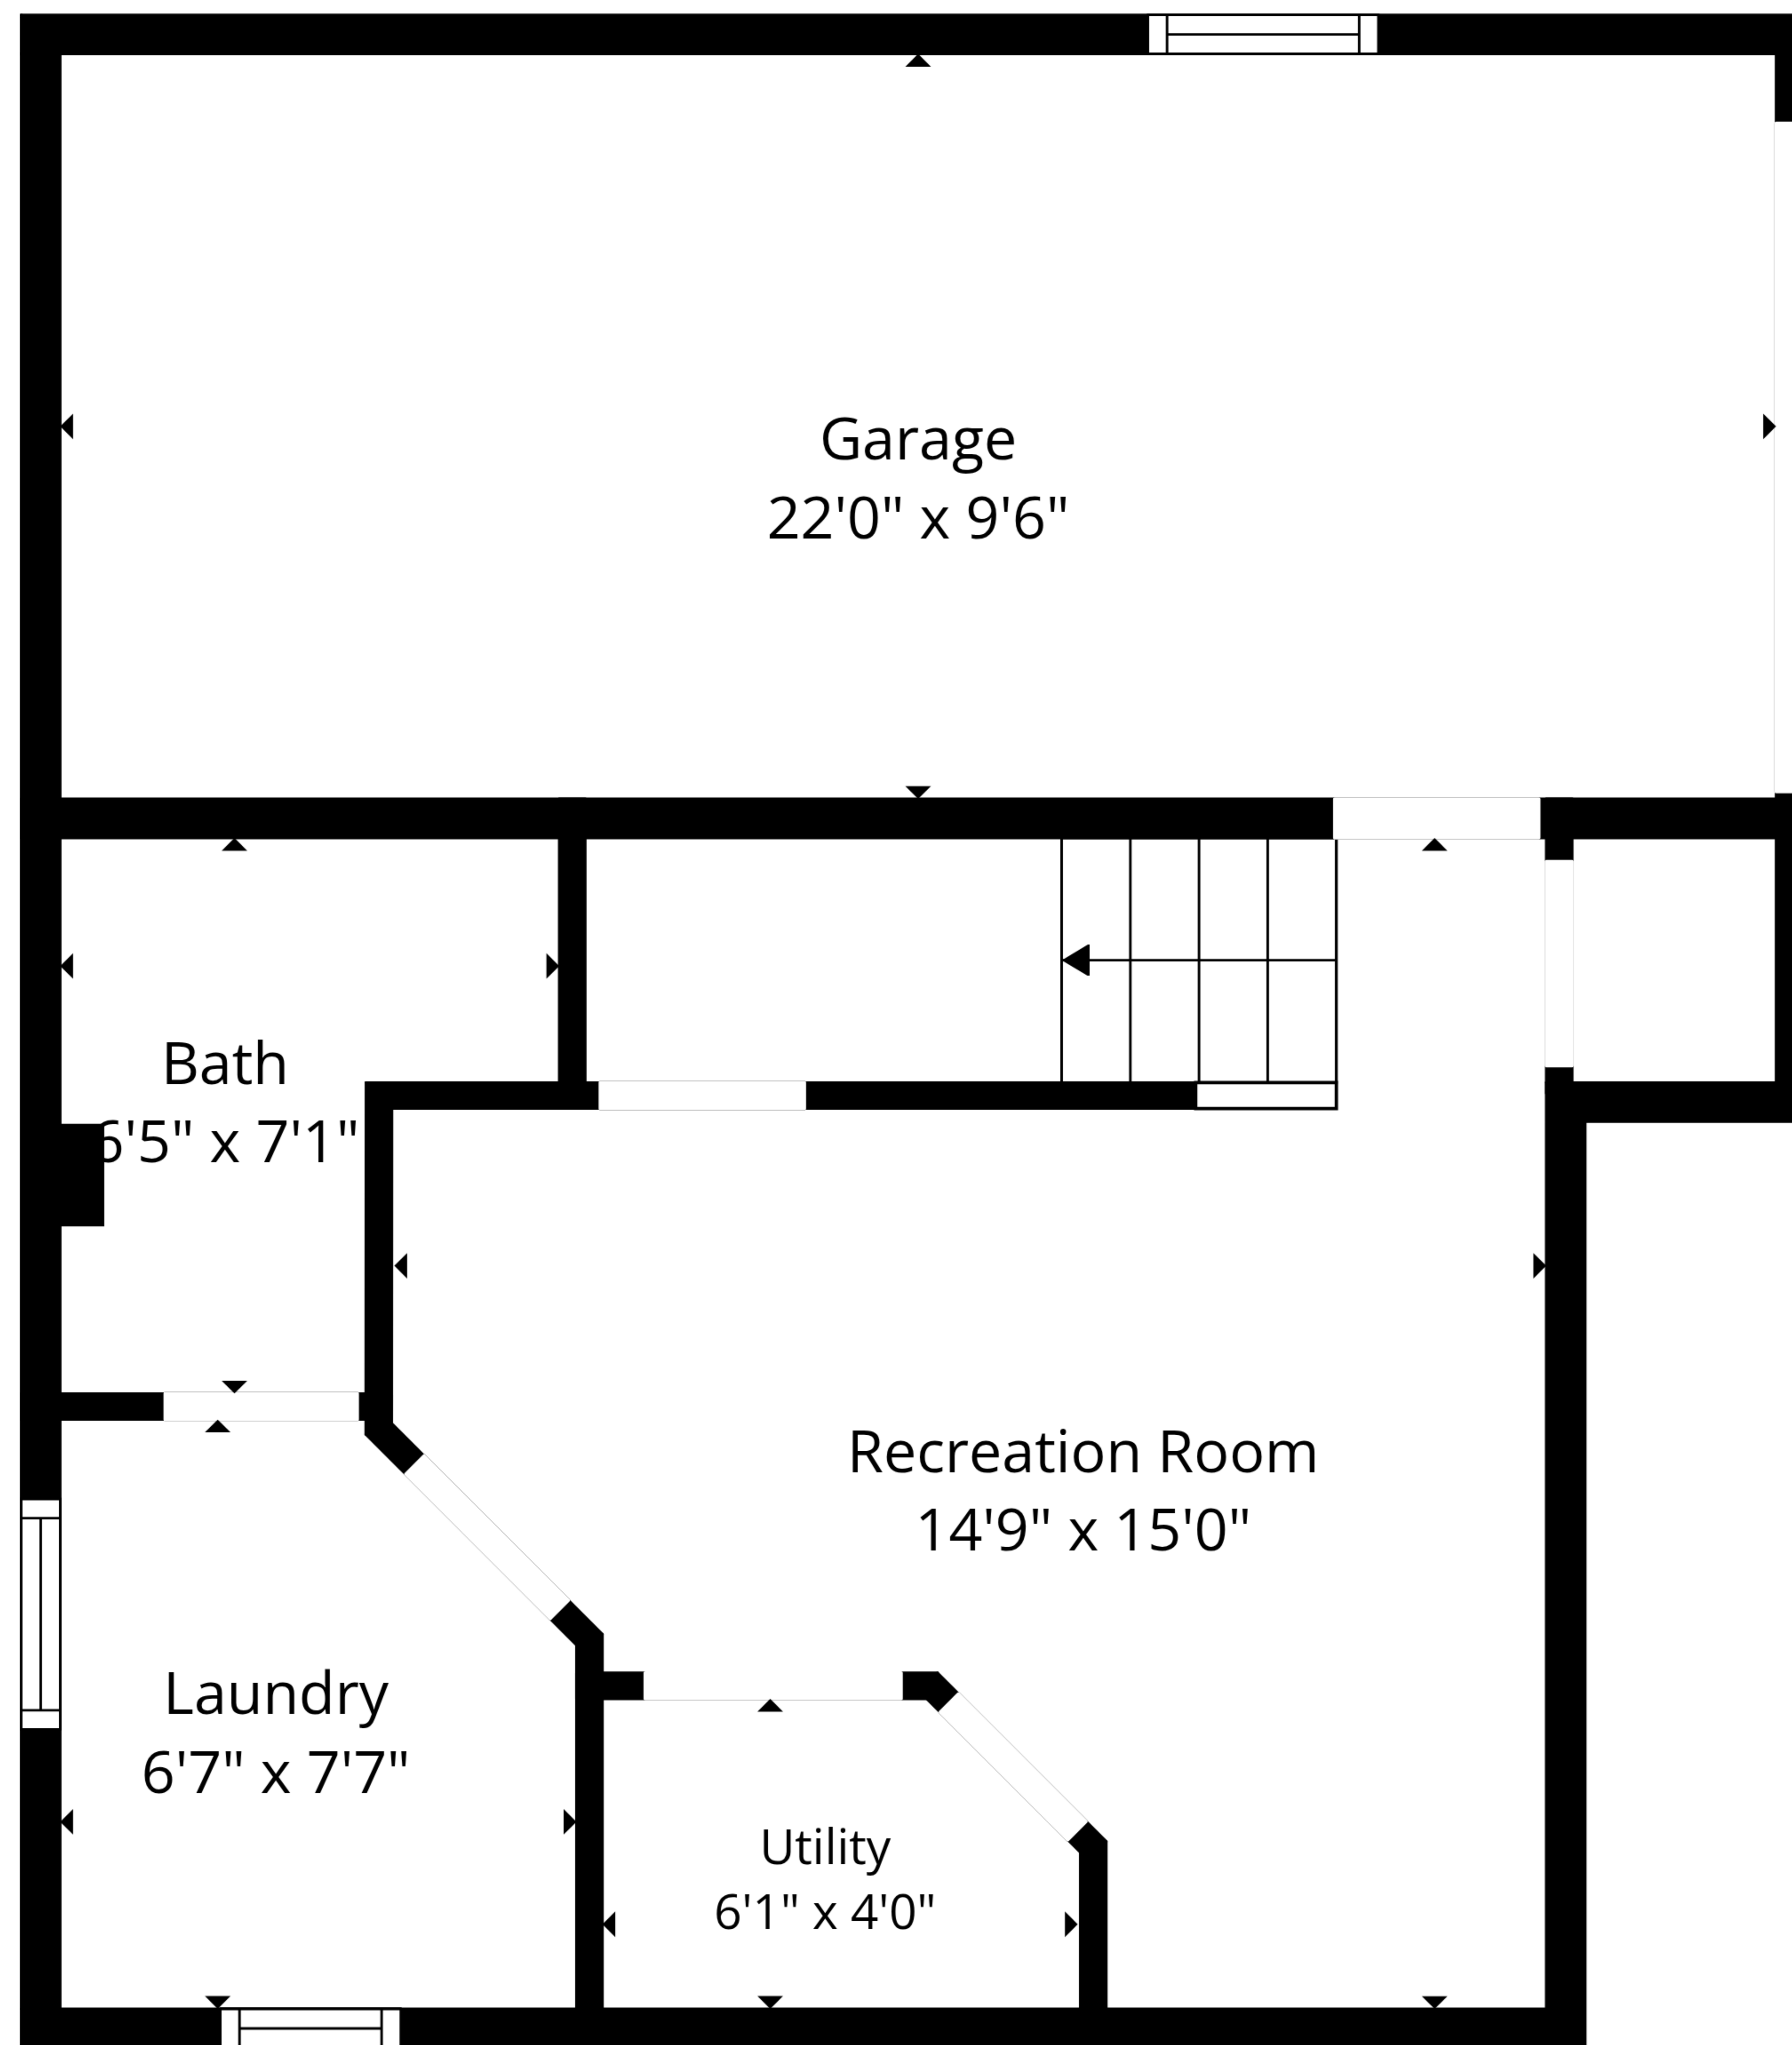 Garage
22'0" x 9'6"
Bath
6'5" x 7'1"
Recreation Room
14'9" x 15'0"
Laundry
6'7" x 7'7"
Utility
6'1" x 4'0"